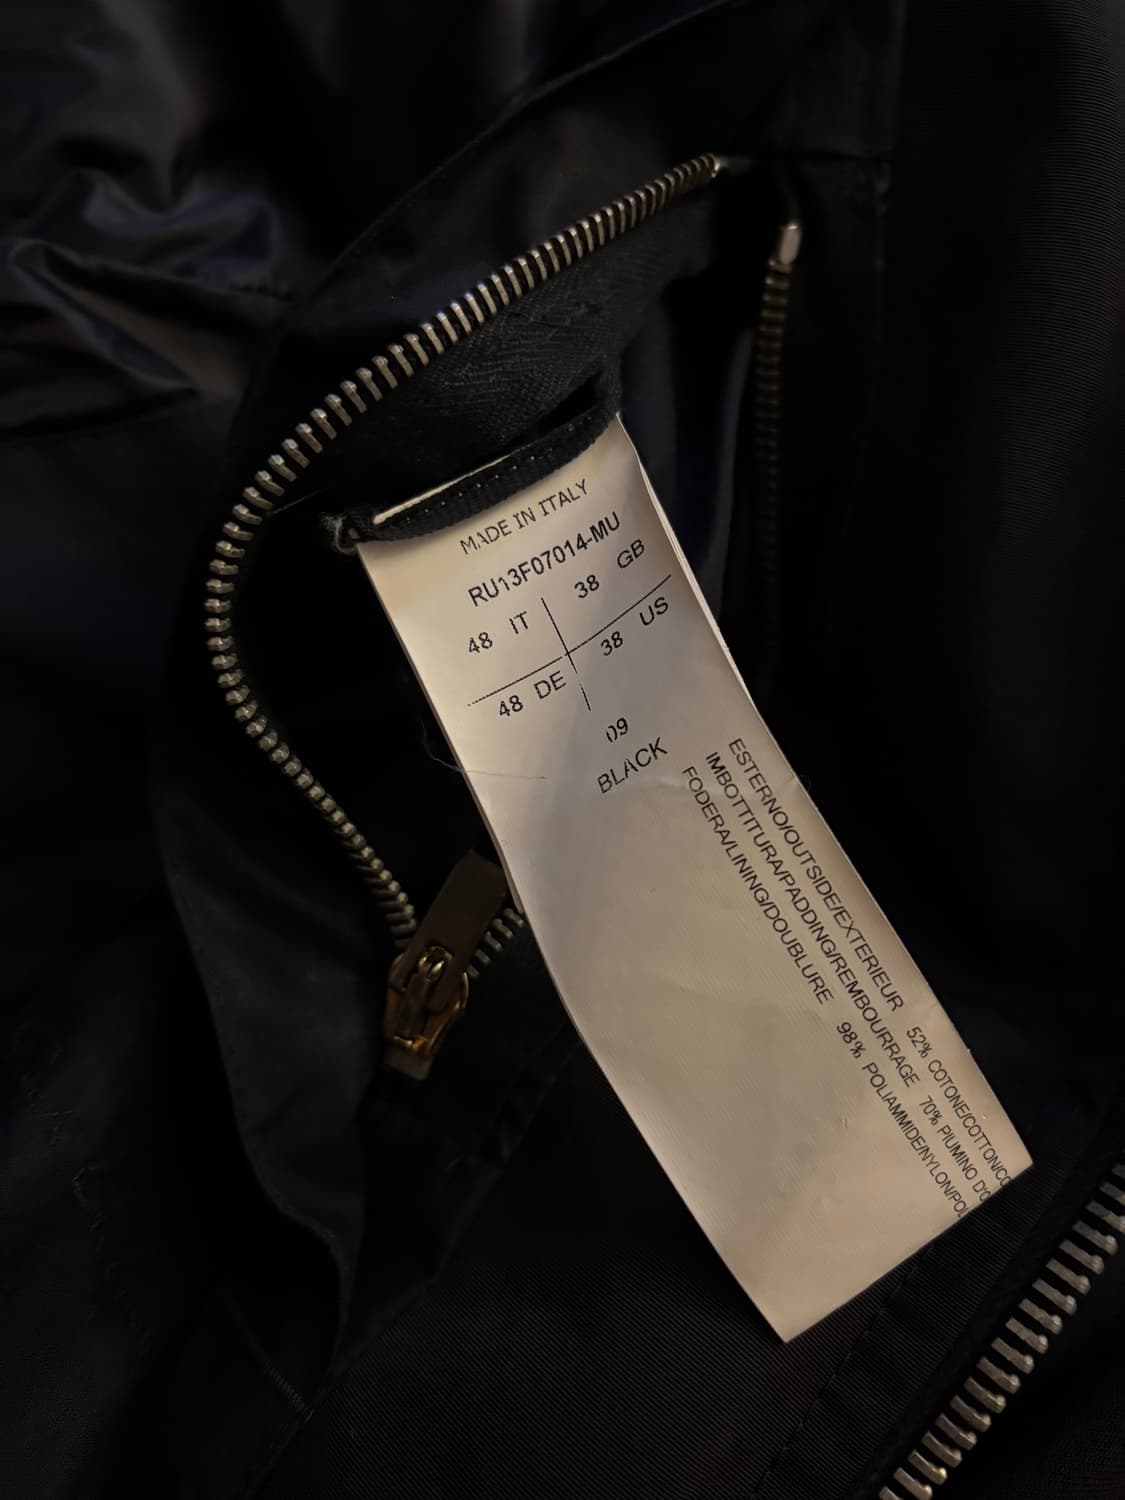 MADE IN ITALY
RU13F07014-MU
48 IT 38 GB
48 DE 38 US
09
BLACK
ESTERNO/OUTSIDE/EXTERIEUR 52% COTONE/COTTON/CO
IMBOTTITURA/PADDING/REMBOURRAGE 70% PIUMINO D'O
FODERA/LINING/DOUBLURE 98% POLIAMMIDE/NYLON/POL